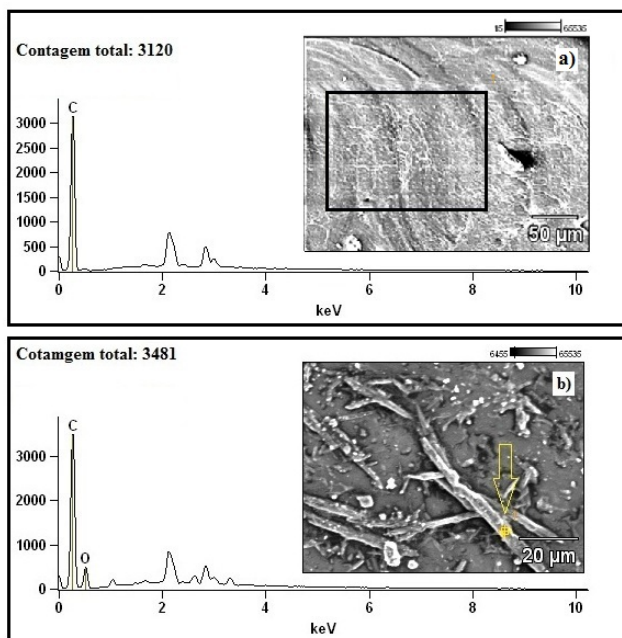 Contagem total: 3120
a)
15 65535
C
3000
2500
2000
1500
1000
500
0
0 2 4 6 8 10
keV
50 µm
Cotamgem total: 3481
b)
6455 65535
C
3000
2000
O
1000
0
0 2 4 6 8 10
keV
20 µm